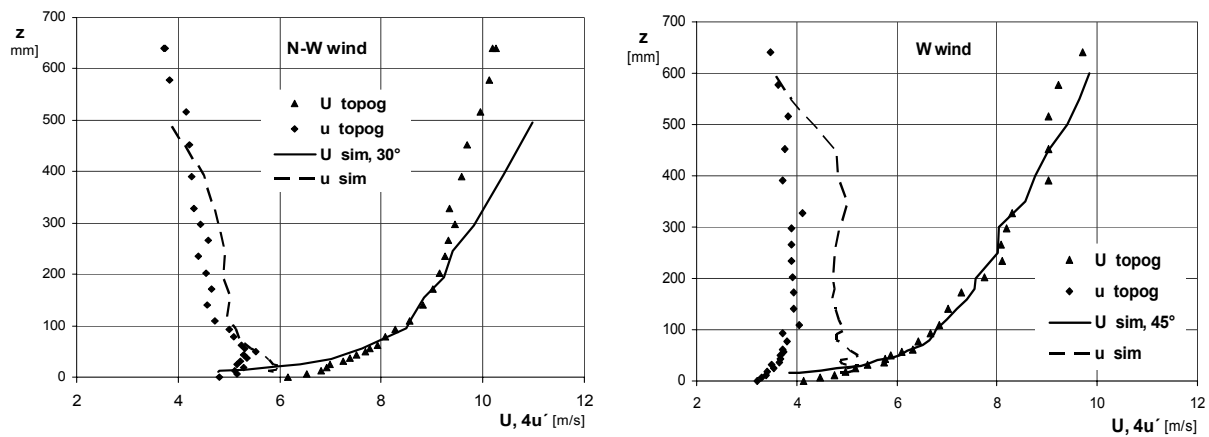 700
600
500
400
300
200
100
0
z
mm]
N-W wind
U topog
u topog
U sim, 30°
u sim
2 4 6 8 10 12
U, 4u´ [m/s]
700
600
500
400
300
200
100
0
z
[mm]
W wind
U topog
u topog
U sim, 45°
u sim
2 4 6 8 10 12
U, 4u´ [m/s]